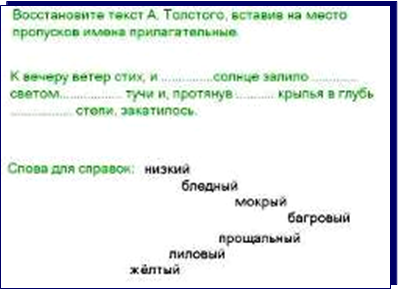 Восстановите текст А. Толстого, вставив на место
пропусков имена прилагательные.
К вечеру ветер стих, и ...............солнце залило .............
светом.................. тучи и, протянув ........... крылья в глубь
.................. степи, закатилось.
Слова для справок: низкий
бледный
мокрый
багровый
прощальный
лиловый
жёлтый